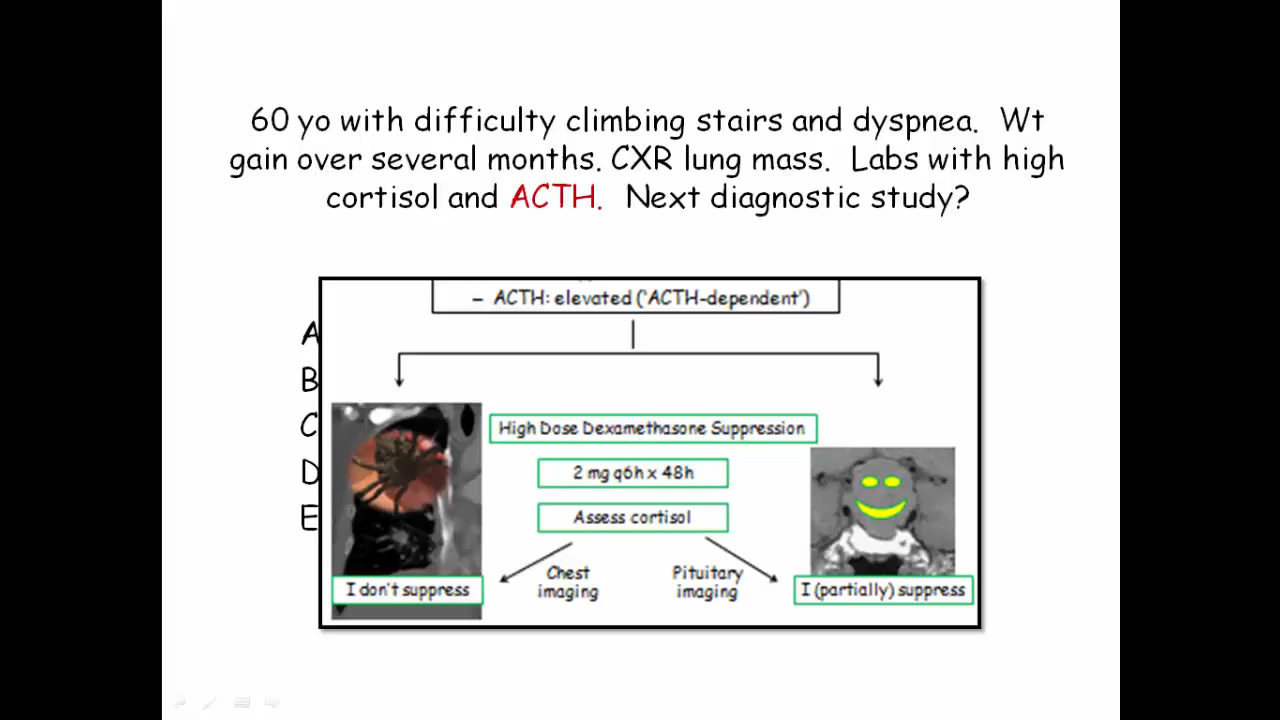 60 yo with difficulty climbing stairs and dyspnea. Wt
gain over several months. CXR lung mass. Labs with high
cortisol and ACTH. Next diagnostic study?
– ACTH: elevated ('ACTH-dependent')
A
B
C
D
E
High Dose Dexamethasone Suppression
2 mg q6h x 48h
Assess cortisol
Chest
imaging
Pituitary
imaging
I don't suppress
I (partially) suppress